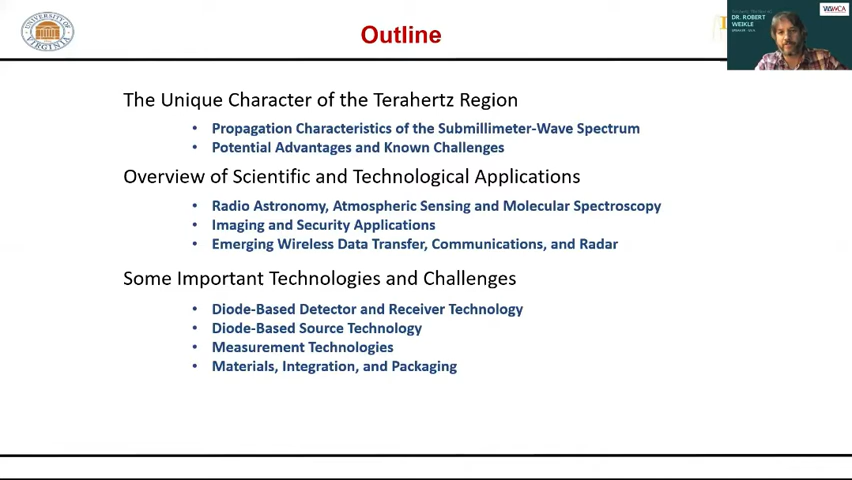 UNIVERSITY OF
VIRGINIA
Outline
DR. ROBERT
WEIKLE
The Unique Character of the Terahertz Region
• Propagation Characteristics of the Submillimeter-Wave Spectrum
• Potential Advantages and Known Challenges
Overview of Scientific and Technological Applications
• Radio Astronomy, Atmospheric Sensing and Molecular Spectroscopy
• Imaging and Security Applications
• Emerging Wireless Data Transfer, Communications, and Radar
Some Important Technologies and Challenges
• Diode-Based Detector and Receiver Technology
• Diode-Based Source Technology
• Measurement Technologies
• Materials, Integration, and Packaging